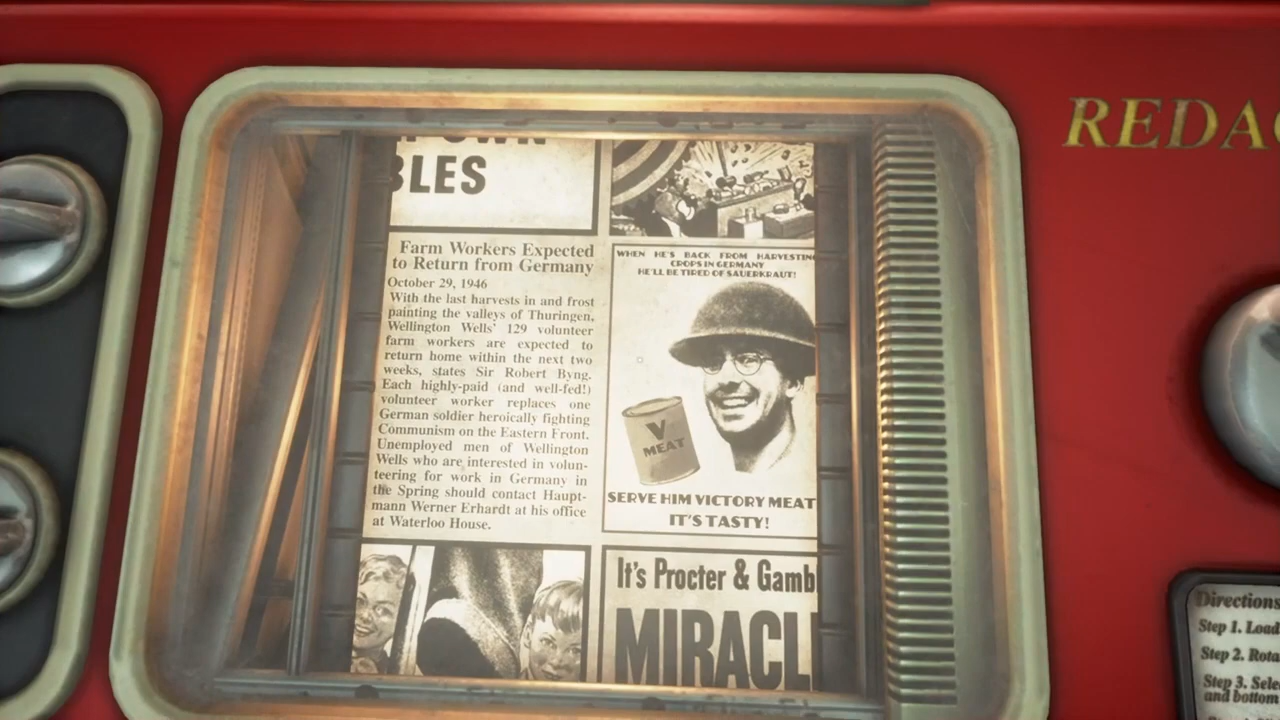 BLES
REDAC
Farm Workers Expected
to Return from Germany
October 29, 1946
With the last harvests in and frost
painting the valleys of Thuringen,
Wellington Wells' 129 volunteer
farm workers are expected to
return home within the next two
weeks, states Sir Robert Byng.
Each highly-paid (and well-fed!)
volunteer worker replaces one
German soldier heroically fighting
Communism on the Eastern Front.
Unemployed men of Wellington
Wells who are interested in volun-
teering for work in Germany in
the Spring should contact Haupt-
mann Werner Erhardt at his office
at Waterloo House.
WHEN HE'S BACK FROM HARVESTIN
CROPS IN GERMANY
HE'LL BE TIRED OF SAUERKRAUT!
V
MEAT
SERVE HIM VICTORY MEAT
IT'S TASTY!
It's Procter & Gamb
MIRACL
Directions
Step 1. Load
Step 2. Rota
Step 3. Sele
and bottom